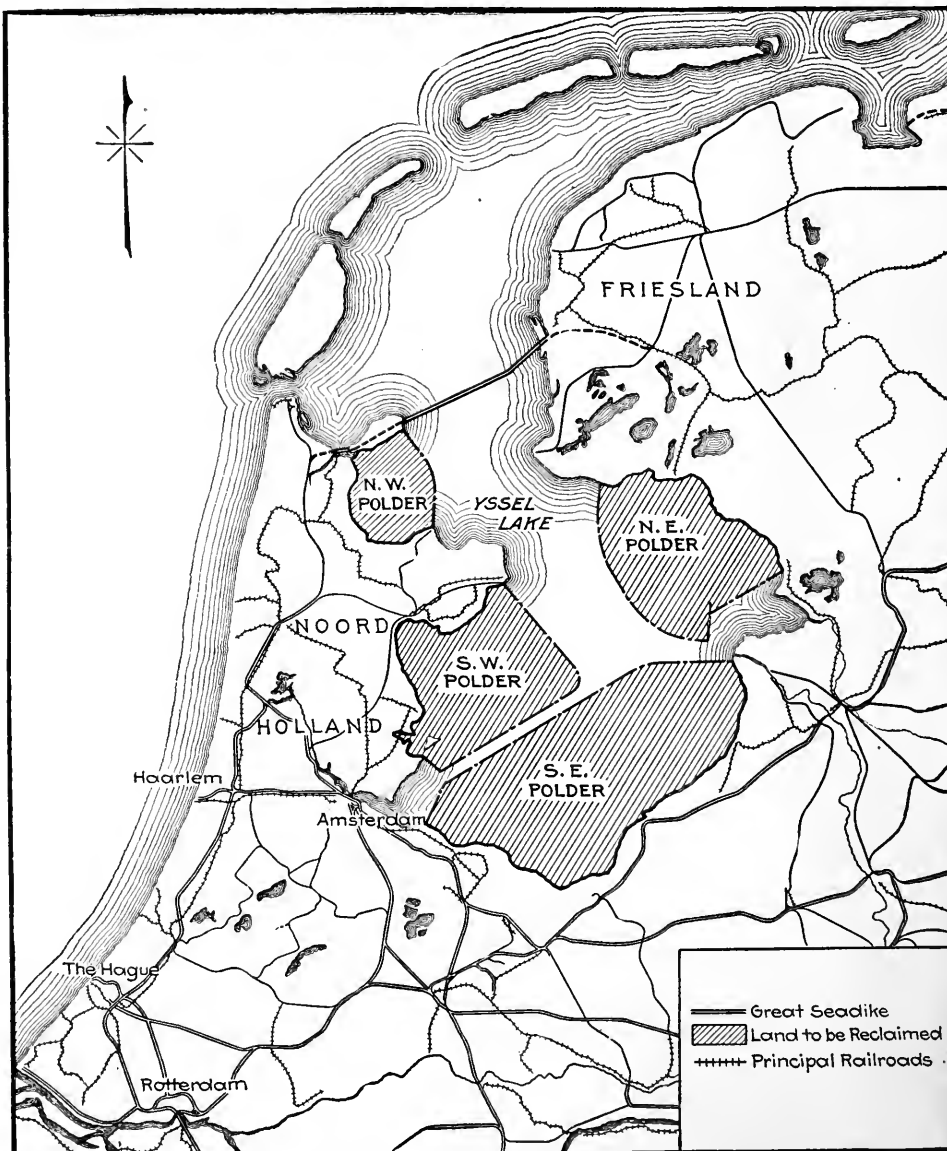 FRIESLAND
N. W.
POLDER
YSSEL
LAKE
N. E.
POLDER
NOORD
S. W.
POLDER
HOLLAND
Haarlem
S. E.
POLDER
Amsterdam
The Hague
Great Seadike
Land to be Reclaimed
Principal Railroads
Rotterdam